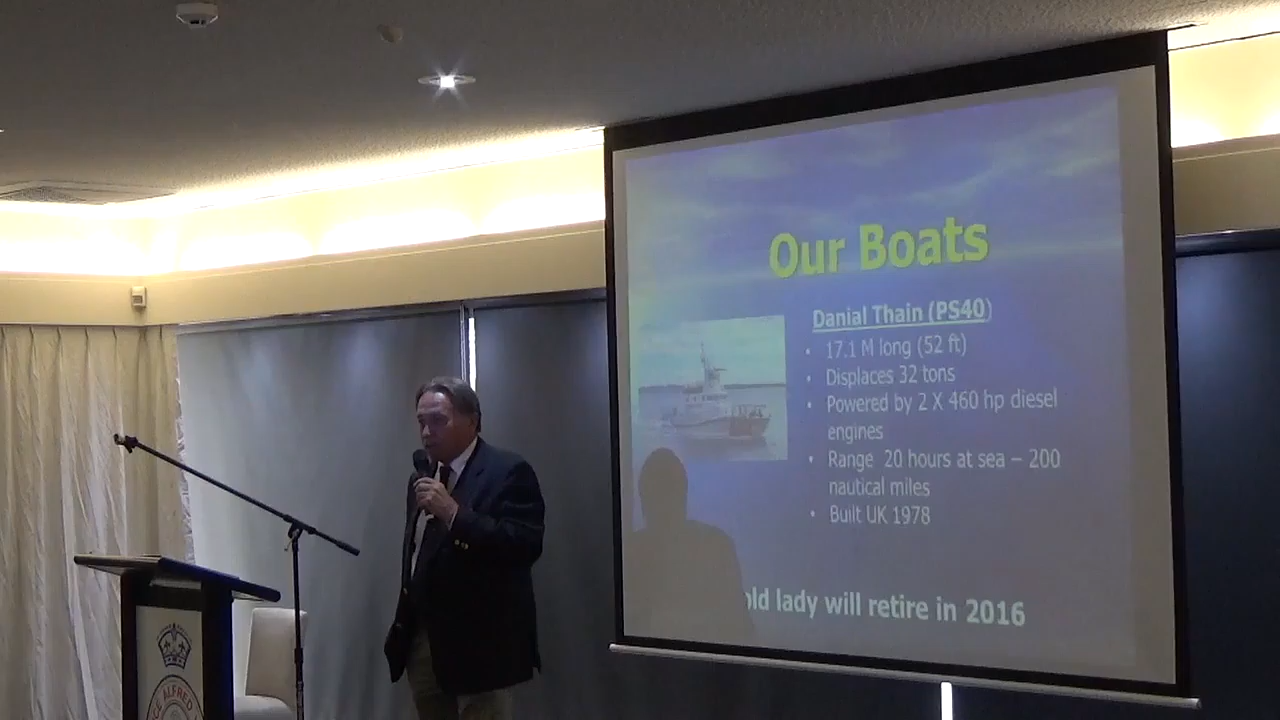 Our Boats
Danial Thain (PS40)
• 17.1 M long (52 ft)
• Displaces 32 tons
• Powered by 2 X 460 hp diesel
engines
• Range 20 hours at sea – 200
nautical miles
• Built UK 1978
old lady will retire in 2016
ALFRED